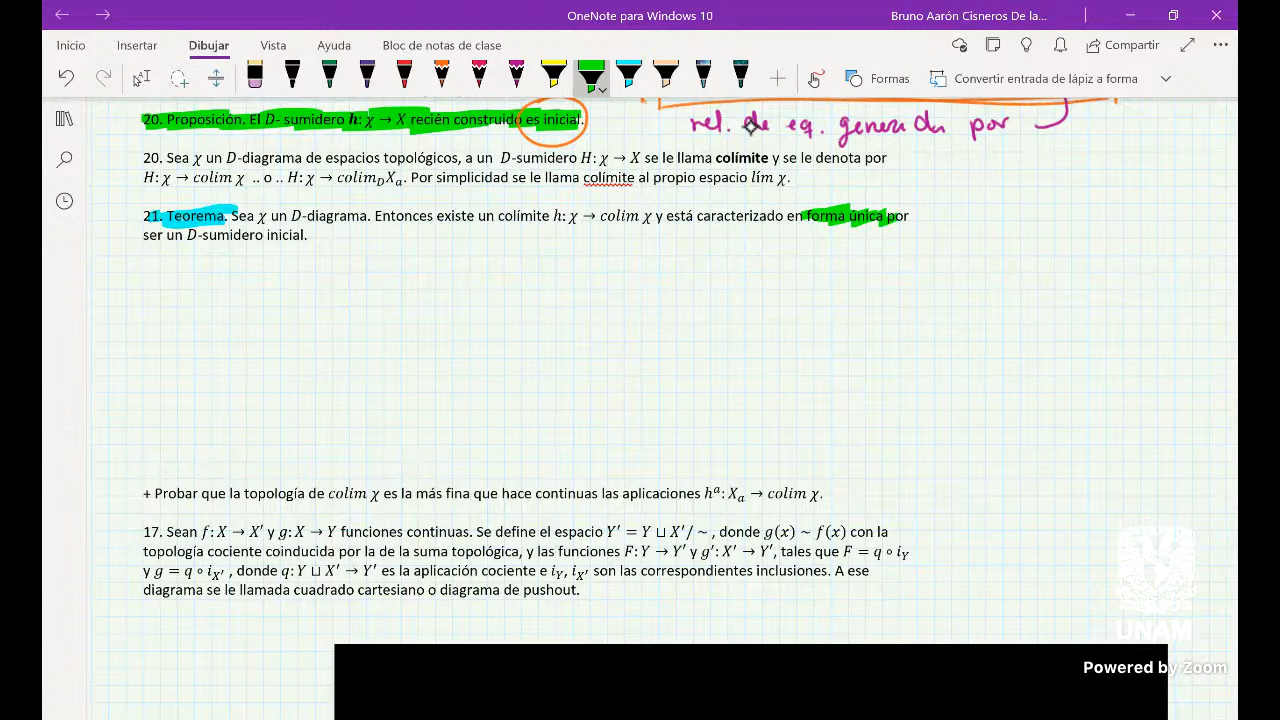 OneNote para Windows 10
Bruno Aarón Cisneros De la...
Inicio Insertar Dibujar Vista Ayuda Bloc de notas de clase Compartir
Formas Convertir entrada de lápiz a forma
20. Proposición. El D- sumidero h: χ → X recién construido es inicial.
rel. de eq. generada por
20. Sea χ un D-diagrama de espacios topológicos, a un D-sumidero H: χ → X se le llama colímite y se le denota por
H: χ → colim χ .. o .. H: χ → colim_D X_a. Por simplicidad se le llama colímite al propio espacio lím χ.
21. Teorema. Sea χ un D-diagrama. Entonces existe un colímite h: χ → colim χ y está caracterizado en forma única por
ser un D-sumidero inicial.
+ Probar que la topología de colim χ es la más fina que hace continuas las aplicaciones h^a: X_a → colim χ.
17. Sean f: X → X′ y g: X → Y funciones continuas. Se define el espacio Y′ = Y ⊔ X′/ ~ , donde g(x) ~ f(x) con la
topología cociente coinducida por la de la suma topológica, y las funciones F: Y → Y′ y g′: X′ → Y′, tales que F = q ∘ i_Y
y g = q ∘ i_X′ , donde q: Y ⊔ X′ → Y′ es la aplicación cociente e i_Y, i_X′ son las correspondientes inclusiones. A ese
diagrama se le llamada cuadrado cartesiano o diagrama de pushout.
UNAM
Powered by Zoom